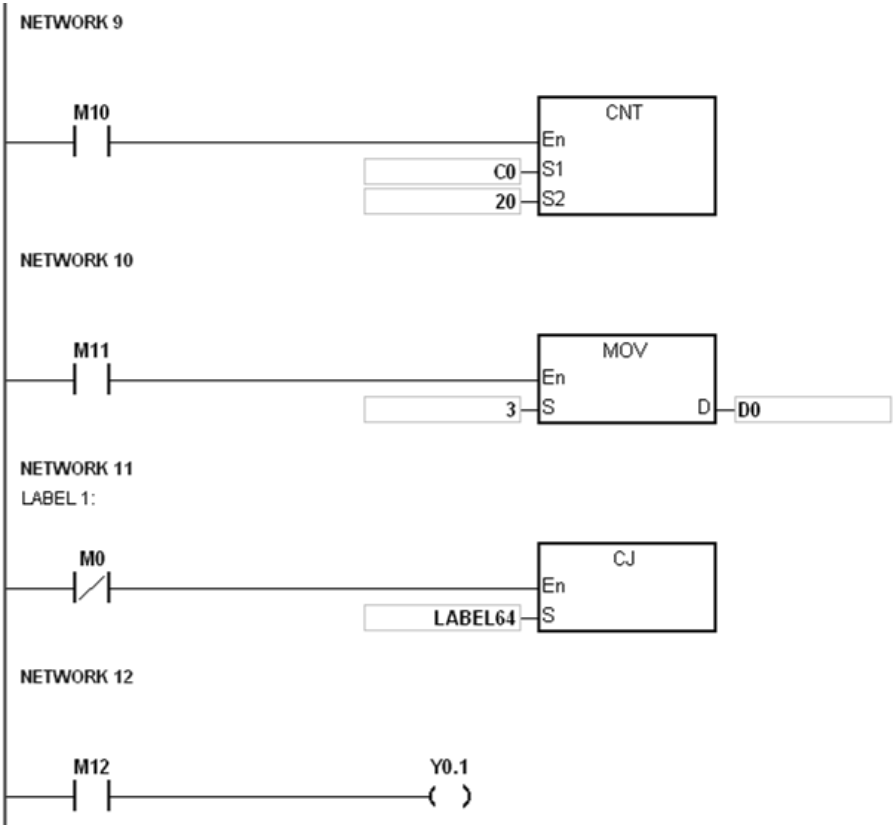 NETWORK 9
M10
CNT
En
C0 S1
20 S2
NETWORK 10
M11
MOV
En
3 S D D0
NETWORK 11
LABEL 1:
M0
CJ
En
LABEL64 S
NETWORK 12
M12 Y0.1